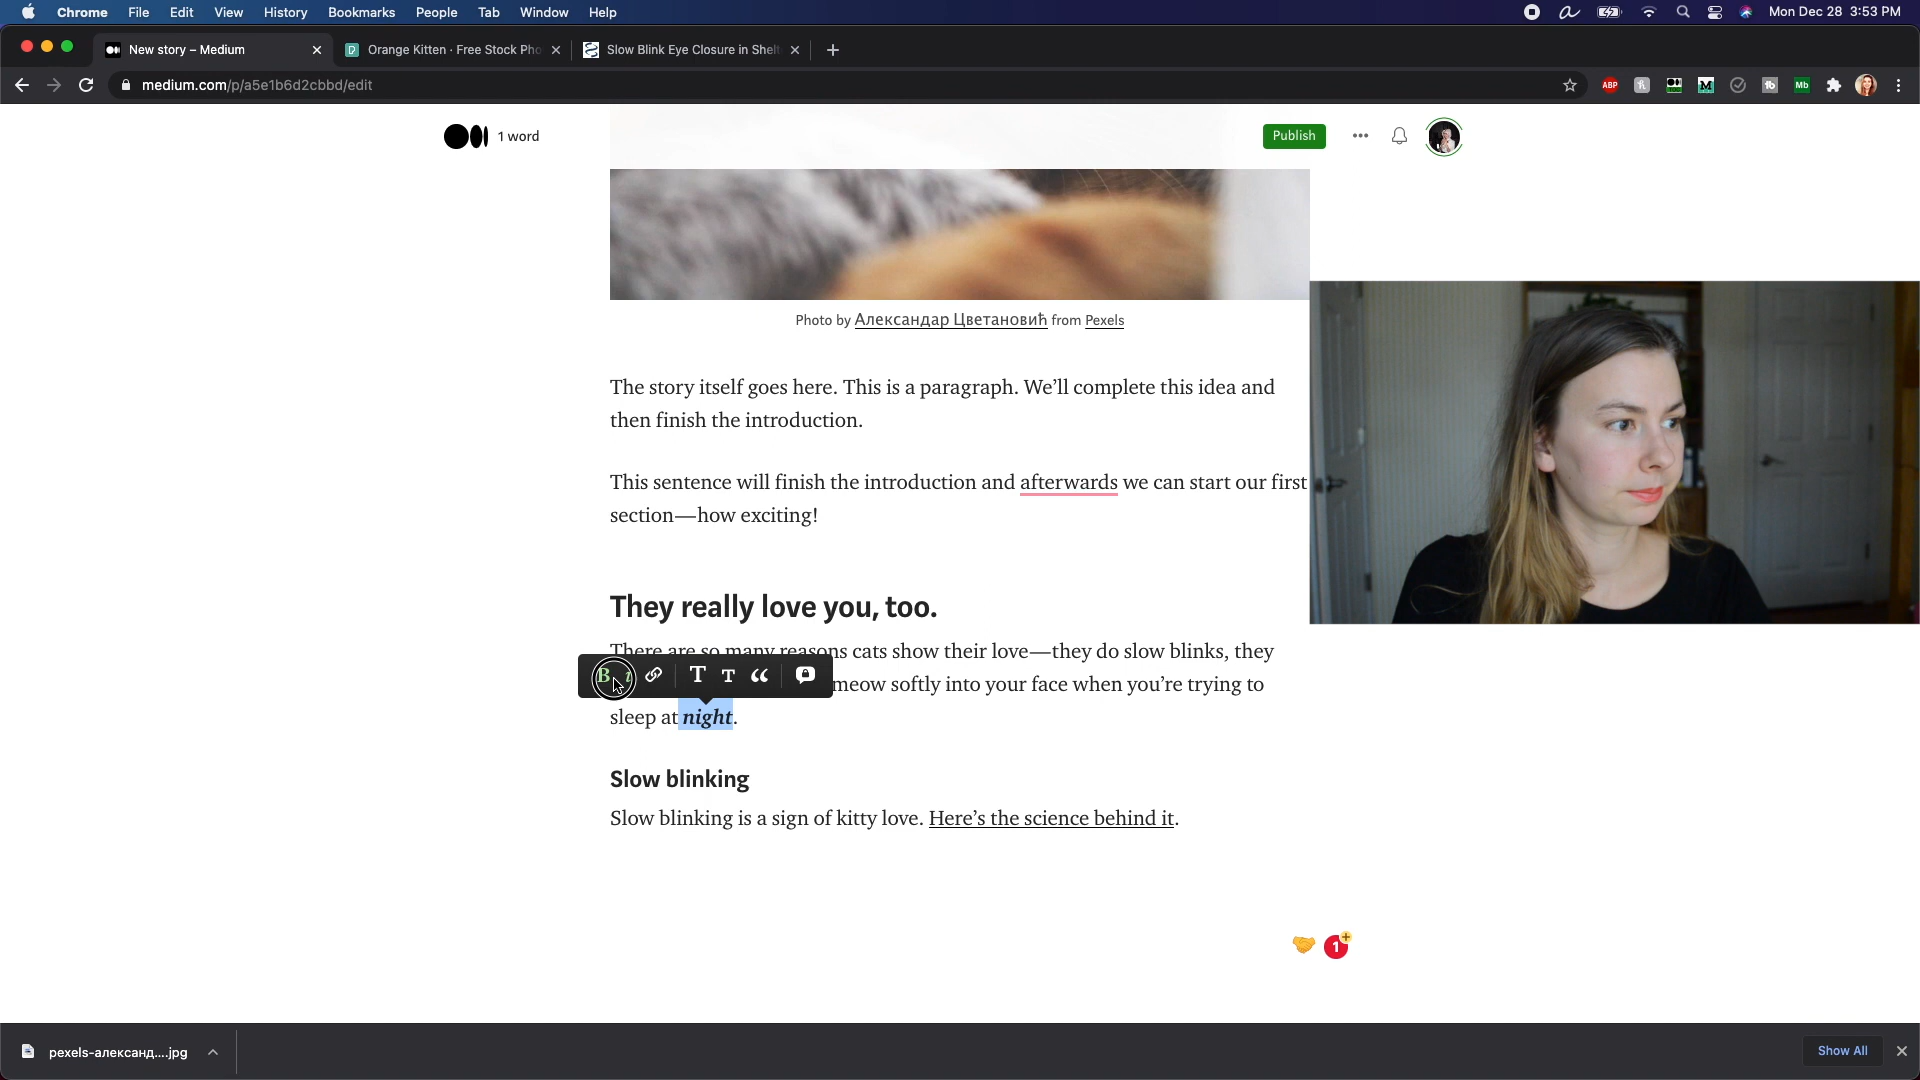 Chrome File Edit View History Bookmarks People Tab Window Help Mon Dec 28 3:53 PM
New story – Medium Orange Kitten · Free Stock Pho Slow Blink Eye Closure in Shelt
medium.com/p/a5e1b6d2cbbd/edit ABP M tb Mb
1 word Publish
Photo by Александар Цветановић from Pexels
The story itself goes here. This is a paragraph. We’ll complete this idea and
then finish the introduction.
This sentence will finish the introduction and afterwards we can start our first
section—how exciting!
They really love you, too.
There are so many reasons cats show their love—they do slow blinks, they
B i T T “ meow softly into your face when you’re trying to
sleep at night.
Slow blinking
Slow blinking is a sign of kitty love. Here’s the science behind it.
1
pexels-александ....jpg Show All